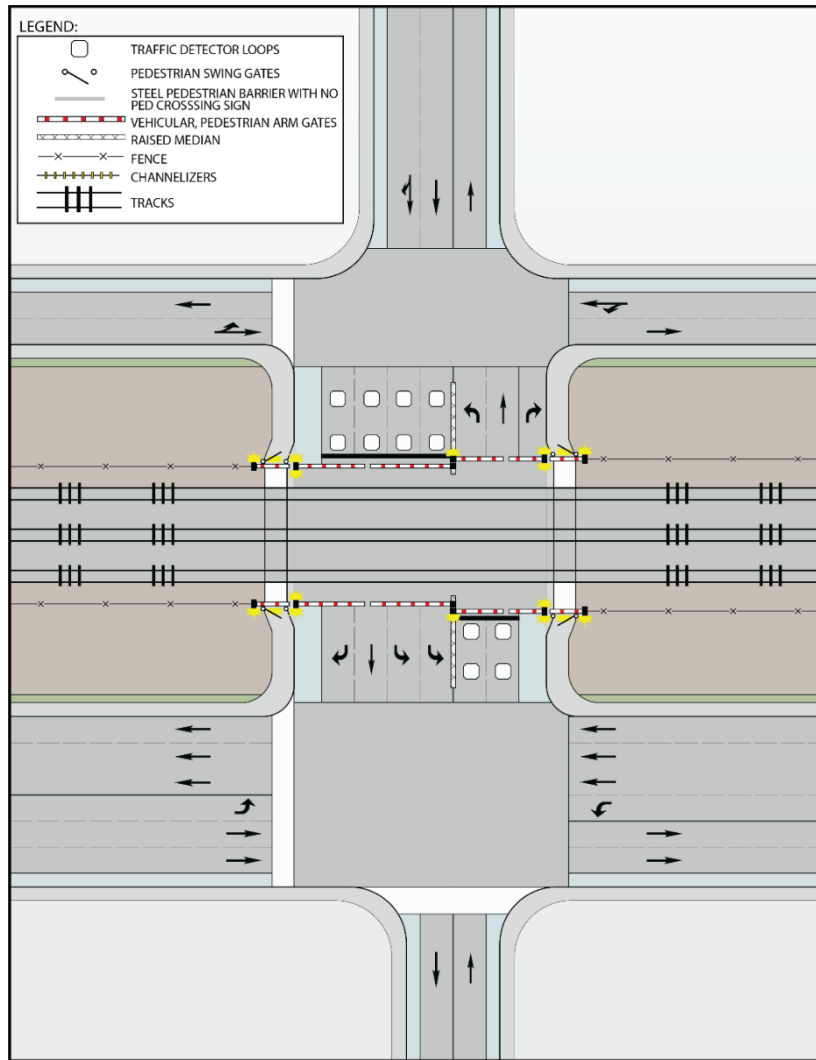 LEGEND:
TRAFFIC DETECTOR LOOPS
PEDESTRIAN SWING GATES
STEEL PEDESTRIAN BARRIER WITH NO
PED CROSSSING SIGN
VEHICULAR, PEDESTRIAN ARM GATES
RAISED MEDIAN
FENCE
CHANNELIZERS
TRACKS